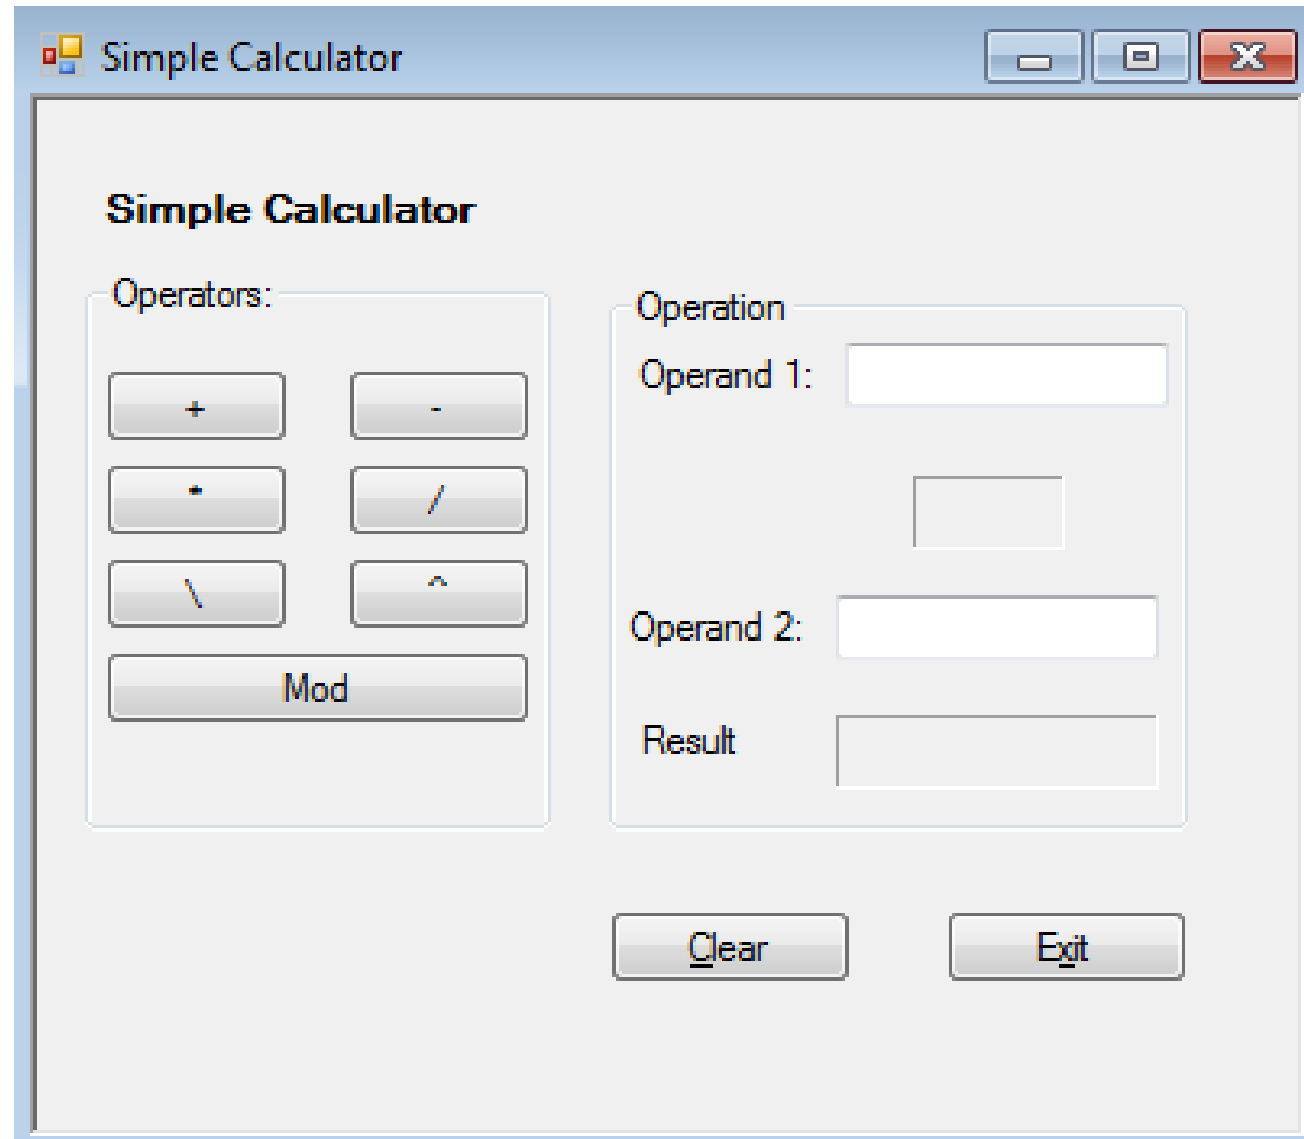 Simple Calculator
Simple Calculator
Operators:
+ -
* /
\ ^
Mod
Operation
Operand 1:
Operand 2:
Result
Clear Exit